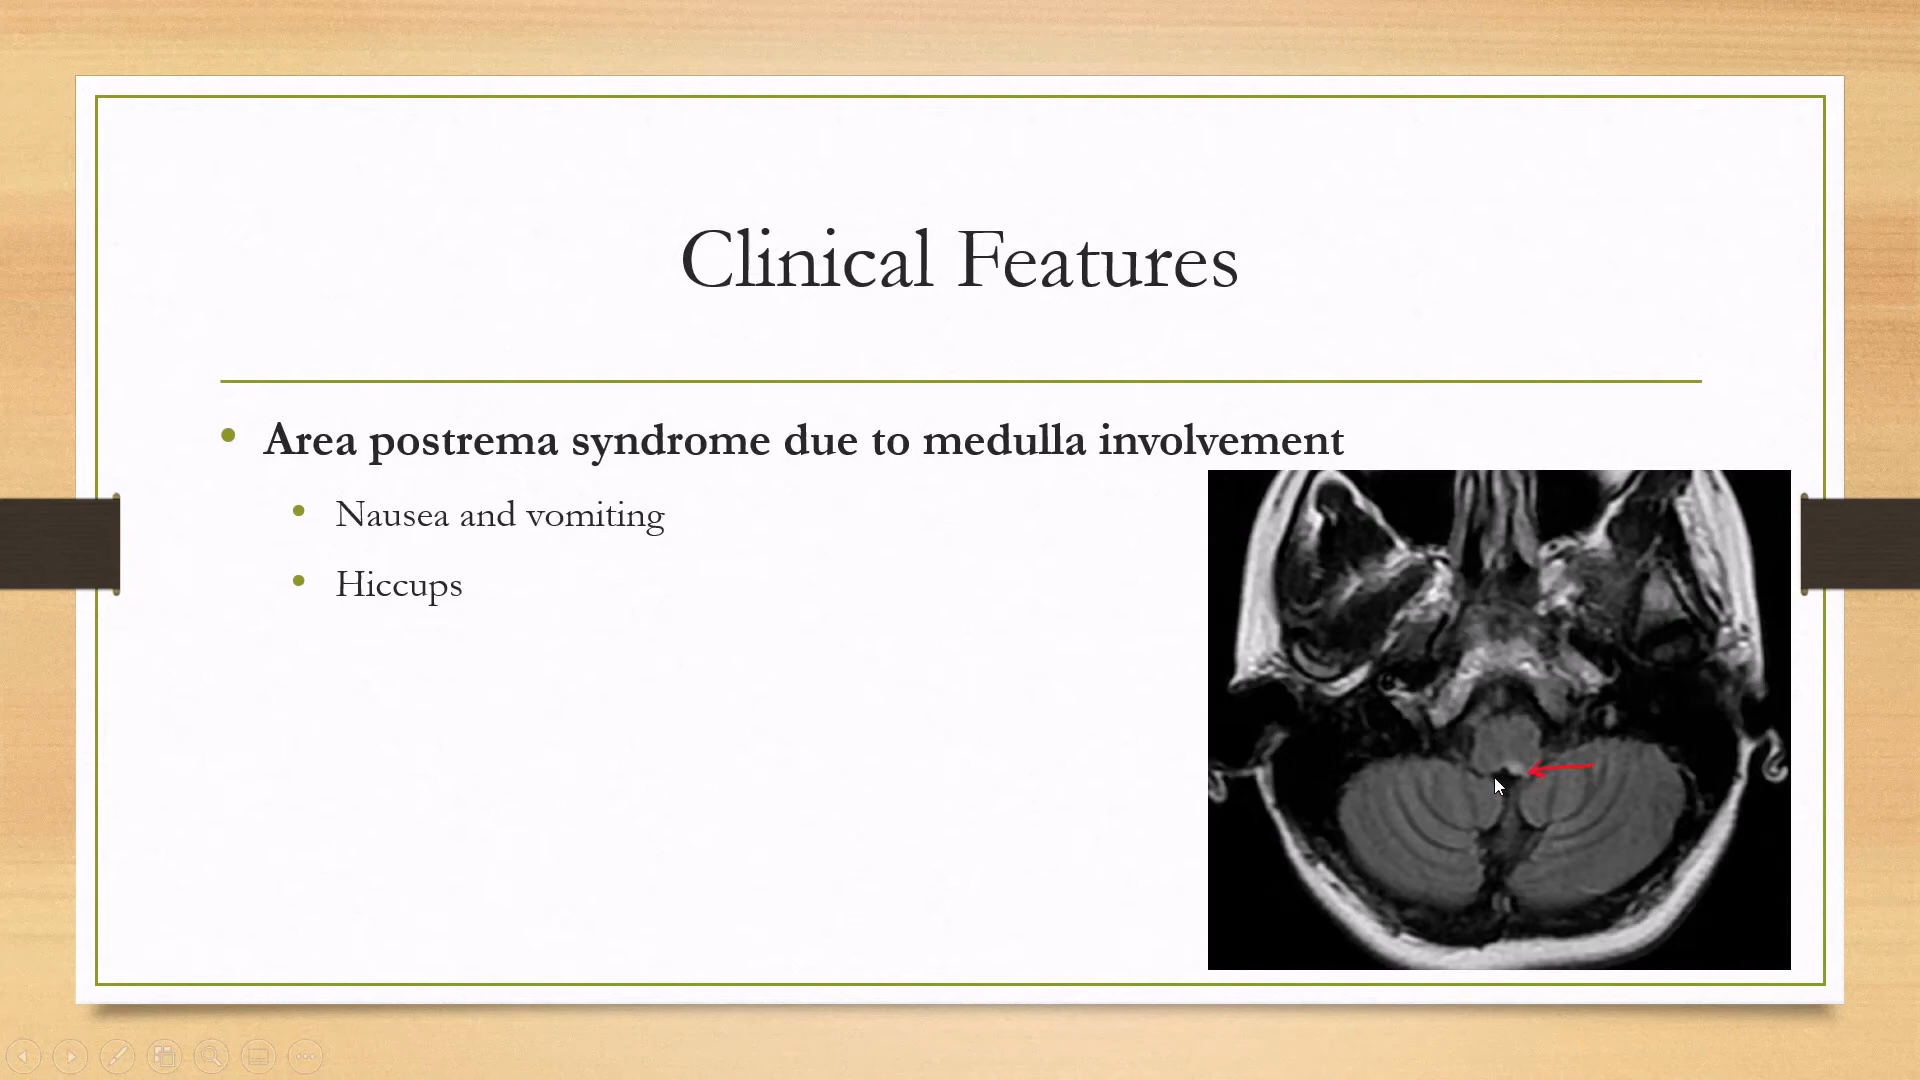 Clinical Features
Area postrema syndrome due to medulla involvement
Nausea and vomiting
Hiccups